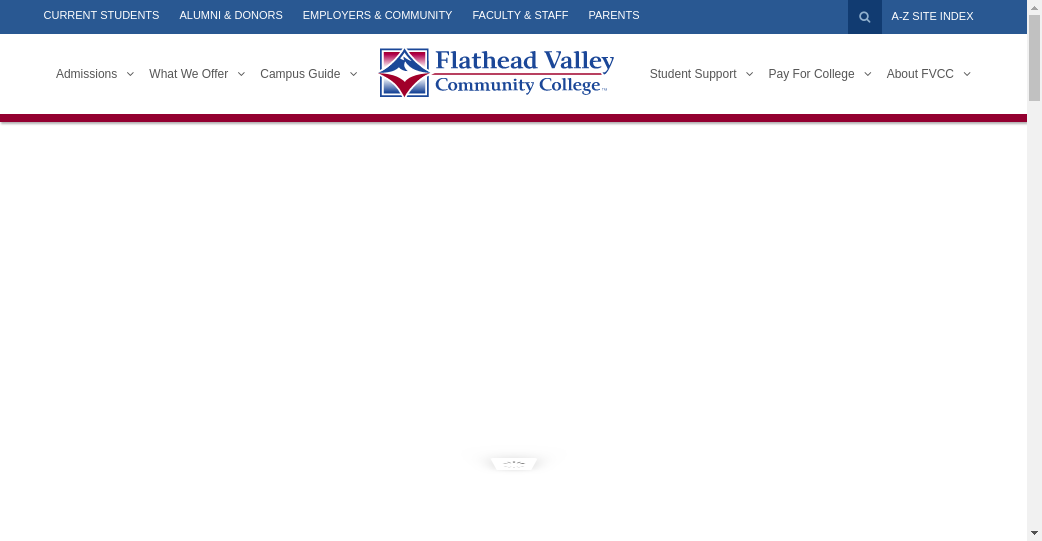 CURRENT STUDENTS ALUMNI & DONORS EMPLOYERS & COMMUNITY FACULTY & STAFF PARENTS A-Z SITE INDEX
Admissions What We Offer Campus Guide Flathead Valley Community College™ Student Support Pay For College About FVCC